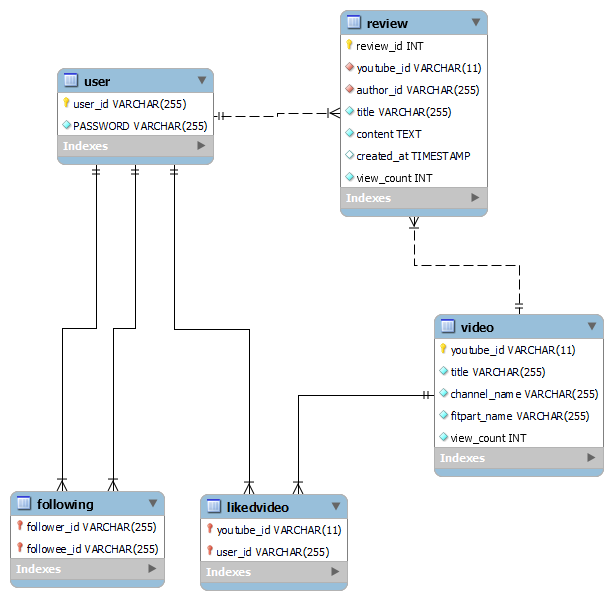 review
review_id INT
youtube_id VARCHAR(11)
author_id VARCHAR(255)
title VARCHAR(255)
content TEXT
created_at TIMESTAMP
view_count INT
Indexes
user
user_id VARCHAR(255)
PASSWORD VARCHAR(255)
Indexes
video
youtube_id VARCHAR(11)
title VARCHAR(255)
channel_name VARCHAR(255)
fitpart_name VARCHAR(255)
view_count INT
Indexes
following
follower_id VARCHAR(255)
followee_id VARCHAR(255)
Indexes
likedvideo
youtube_id VARCHAR(11)
user_id VARCHAR(255)
Indexes